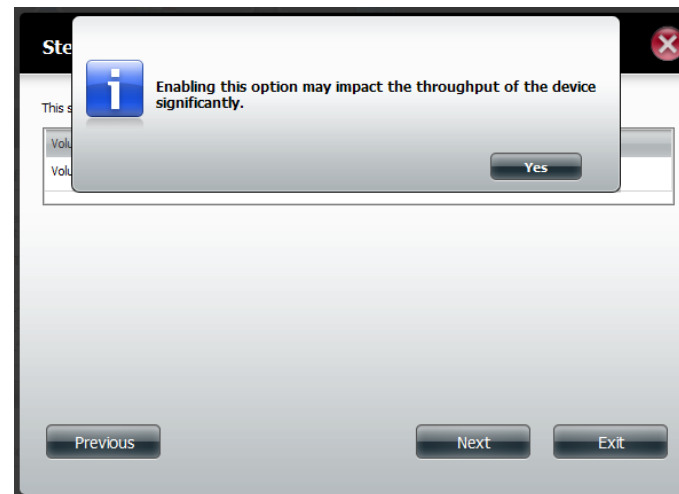 Ste
Enabling this option may impact the throughput of the device
significantly.
This s
Volu
Yes
Volu
Previous Next Exit